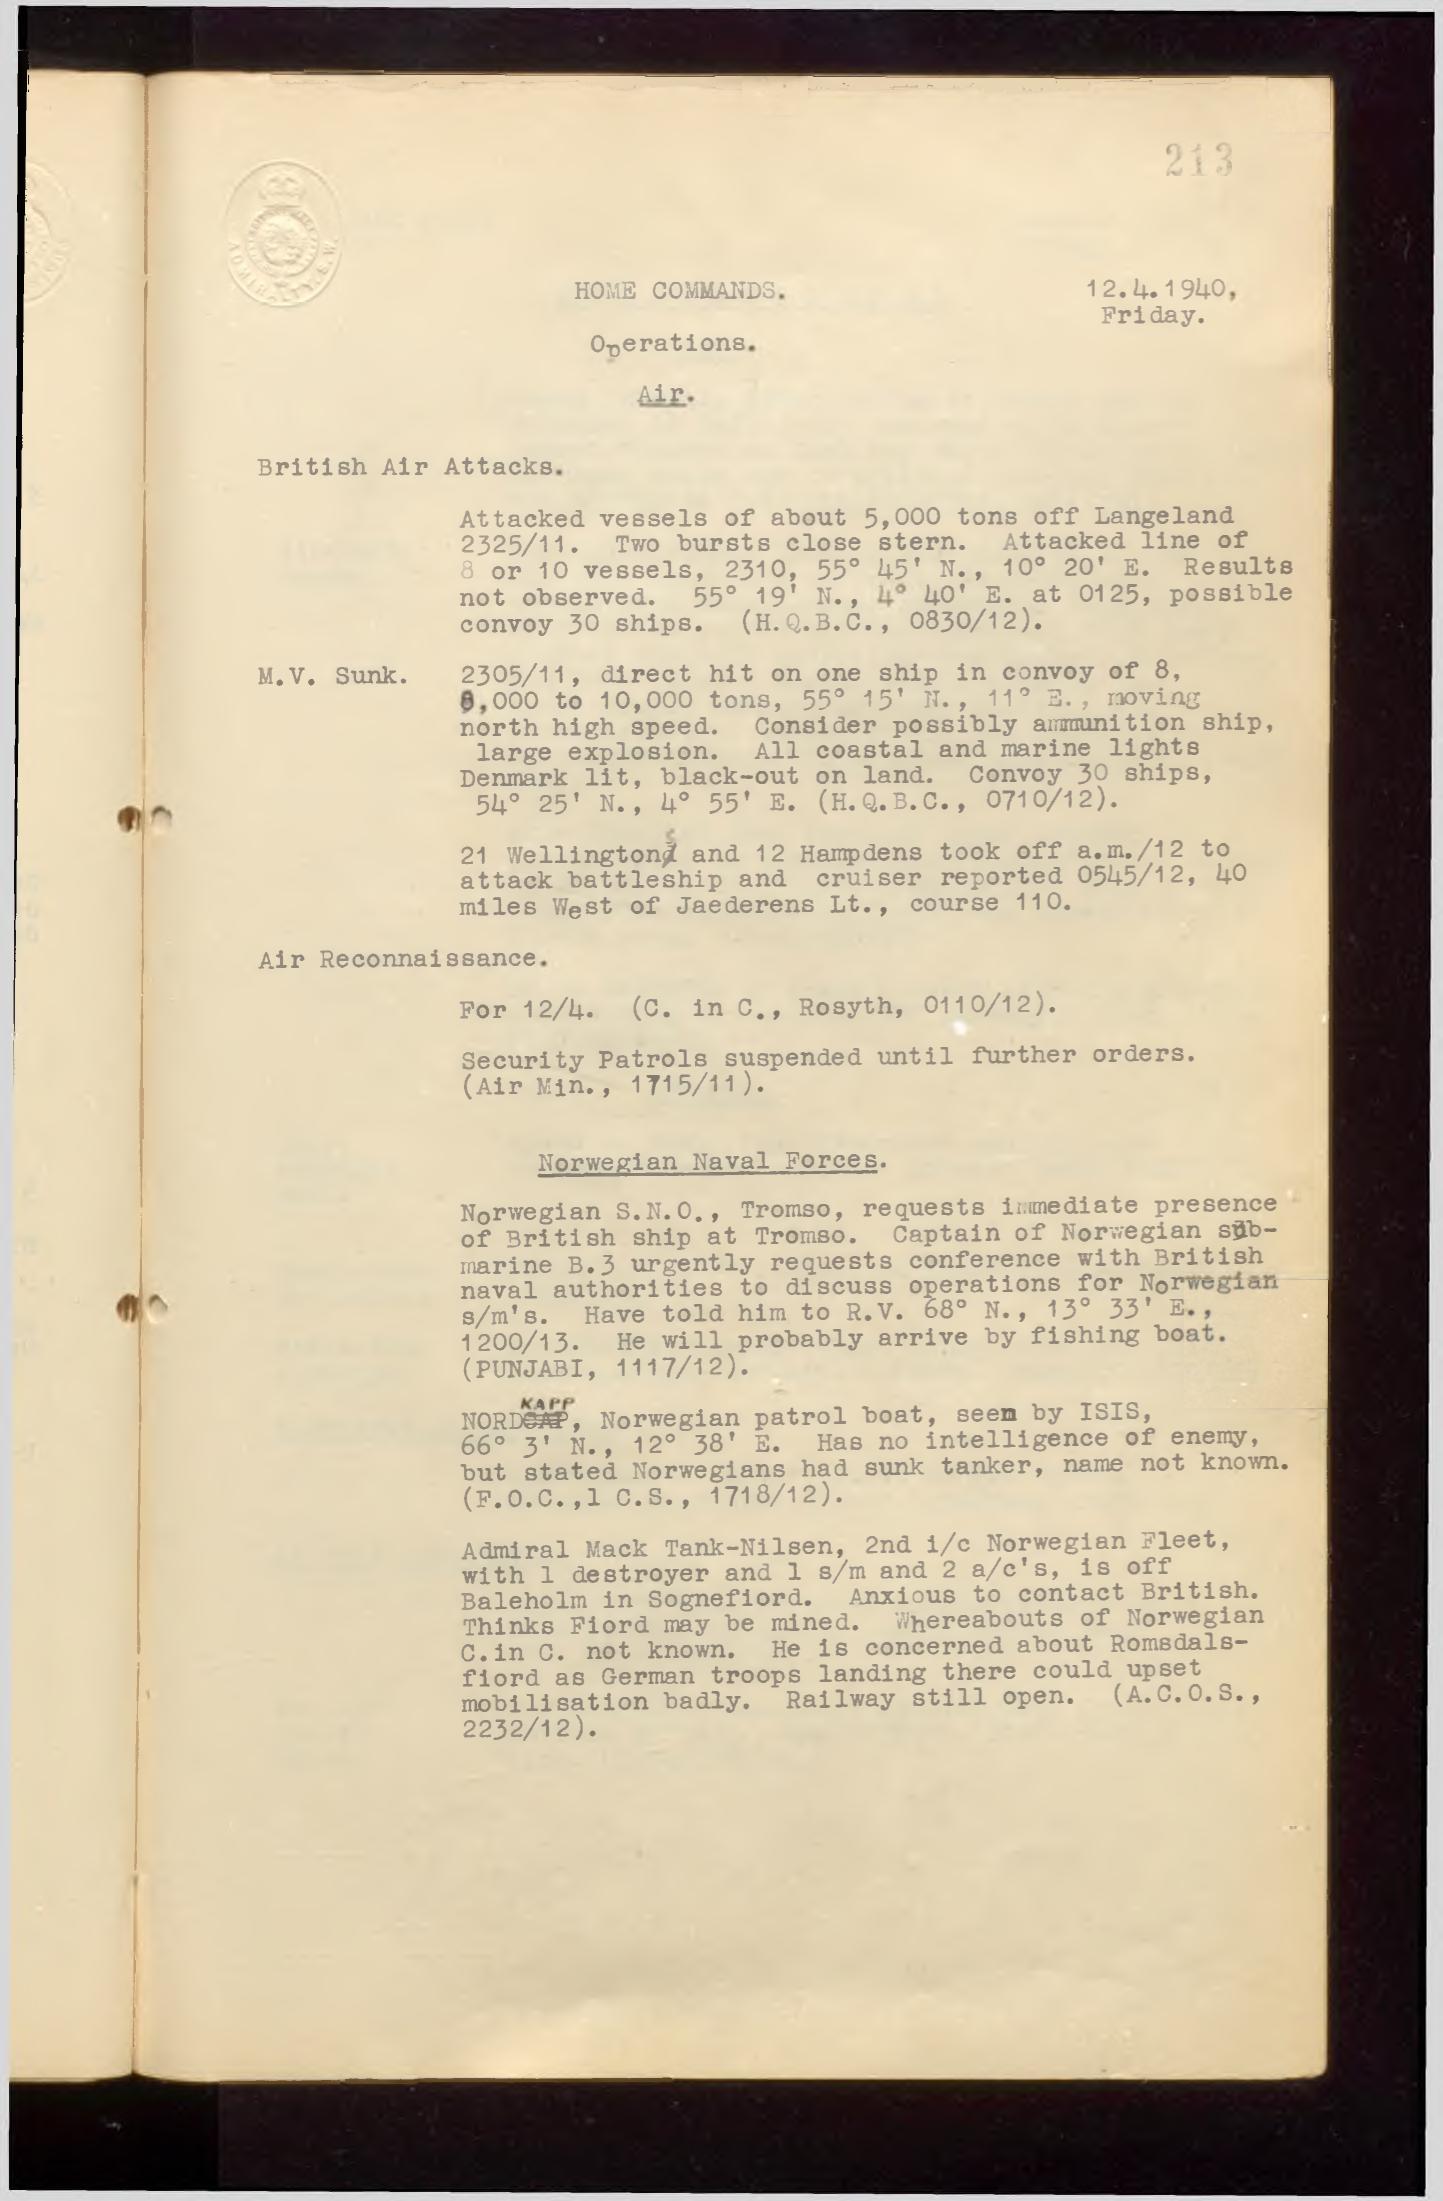 213
ADMIRALTY. S.W.
HOME COMMANDS.
12.4.1940,
Friday.
Operations.
Air.
British Air Attacks.
Attacked vessels of about 5,000 tons off Langeland
2325/11. Two bursts close stern. Attacked line of
8 or 10 vessels, 2310, 55° 45' N., 10° 20' E. Results
not observed. 55° 19' N., 4° 40' E. at 0125, possible
convoy 30 ships. (H.Q.B.C., 0830/12).
M.V. Sunk. 2305/11, direct hit on one ship in convoy of 8,
8,000 to 10,000 tons, 55° 15' N., 11° E., moving
north high speed. Consider possibly ammunition ship,
large explosion. All coastal and marine lights
Denmark lit, black-out on land. Convoy 30 ships,
54° 25' N., 4° 55' E. (H.Q.B.C., 0710/12).
21 Wellingtons and 12 Hampdens took off a.m./12 to
attack battleship and cruiser reported 0545/12, 40
miles West of Jaederens Lt., course 110.
Air Reconnaissance.
For 12/4. (C. in C., Rosyth, 0110/12).
Security Patrols suspended until further orders.
(Air Min., 1715/11).
Norwegian Naval Forces.
Norwegian S.N.O., Tromso, requests immediate presence
of British ship at Tromso. Captain of Norwegian sub-
marine B.3 urgently requests conference with British
naval authorities to discuss operations for Norwegian
s/m's. Have told him to R.V. 68° N., 13° 33' E.,
1200/13. He will probably arrive by fishing boat.
(PUNJABI, 1117/12).
KAPP
NORDCAP, Norwegian patrol boat, seen by ISIS,
66° 3' N., 12° 38' E. Has no intelligence of enemy,
but stated Norwegians had sunk tanker, name not known.
(F.O.C.,1 C.S., 1718/12).
Admiral Mack Tank-Nilsen, 2nd i/c Norwegian Fleet,
with 1 destroyer and 1 s/m and 2 a/c's, is off
Baleholm in Sognefiord. Anxious to contact British.
Thinks Fiord may be mined. Whereabouts of Norwegian
C.in C. not known. He is concerned about Romsdals-
fiord as German troops landing there could upset
mobilisation badly. Railway still open. (A.C.O.S.,
2232/12).